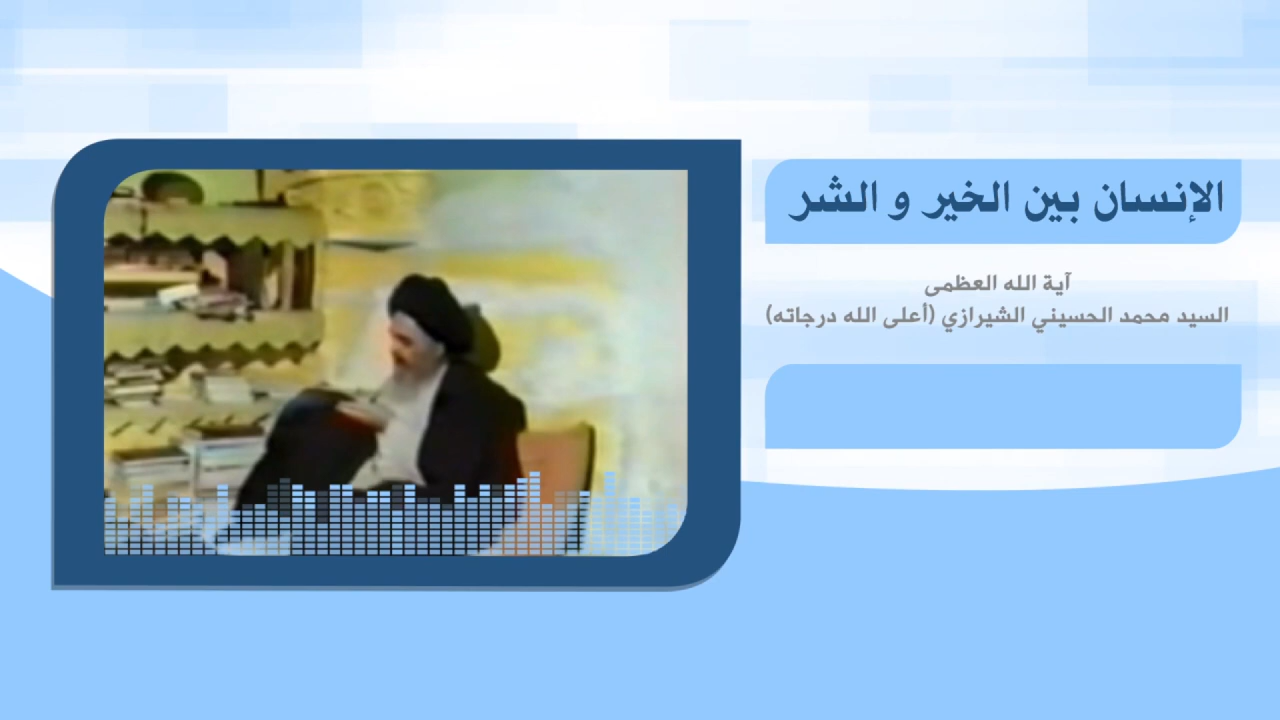 الإنسان بين الخير و الشر
آية الله العظمى
السيد محمد الحسيني الشيرازي (أعلى الله درجاته)